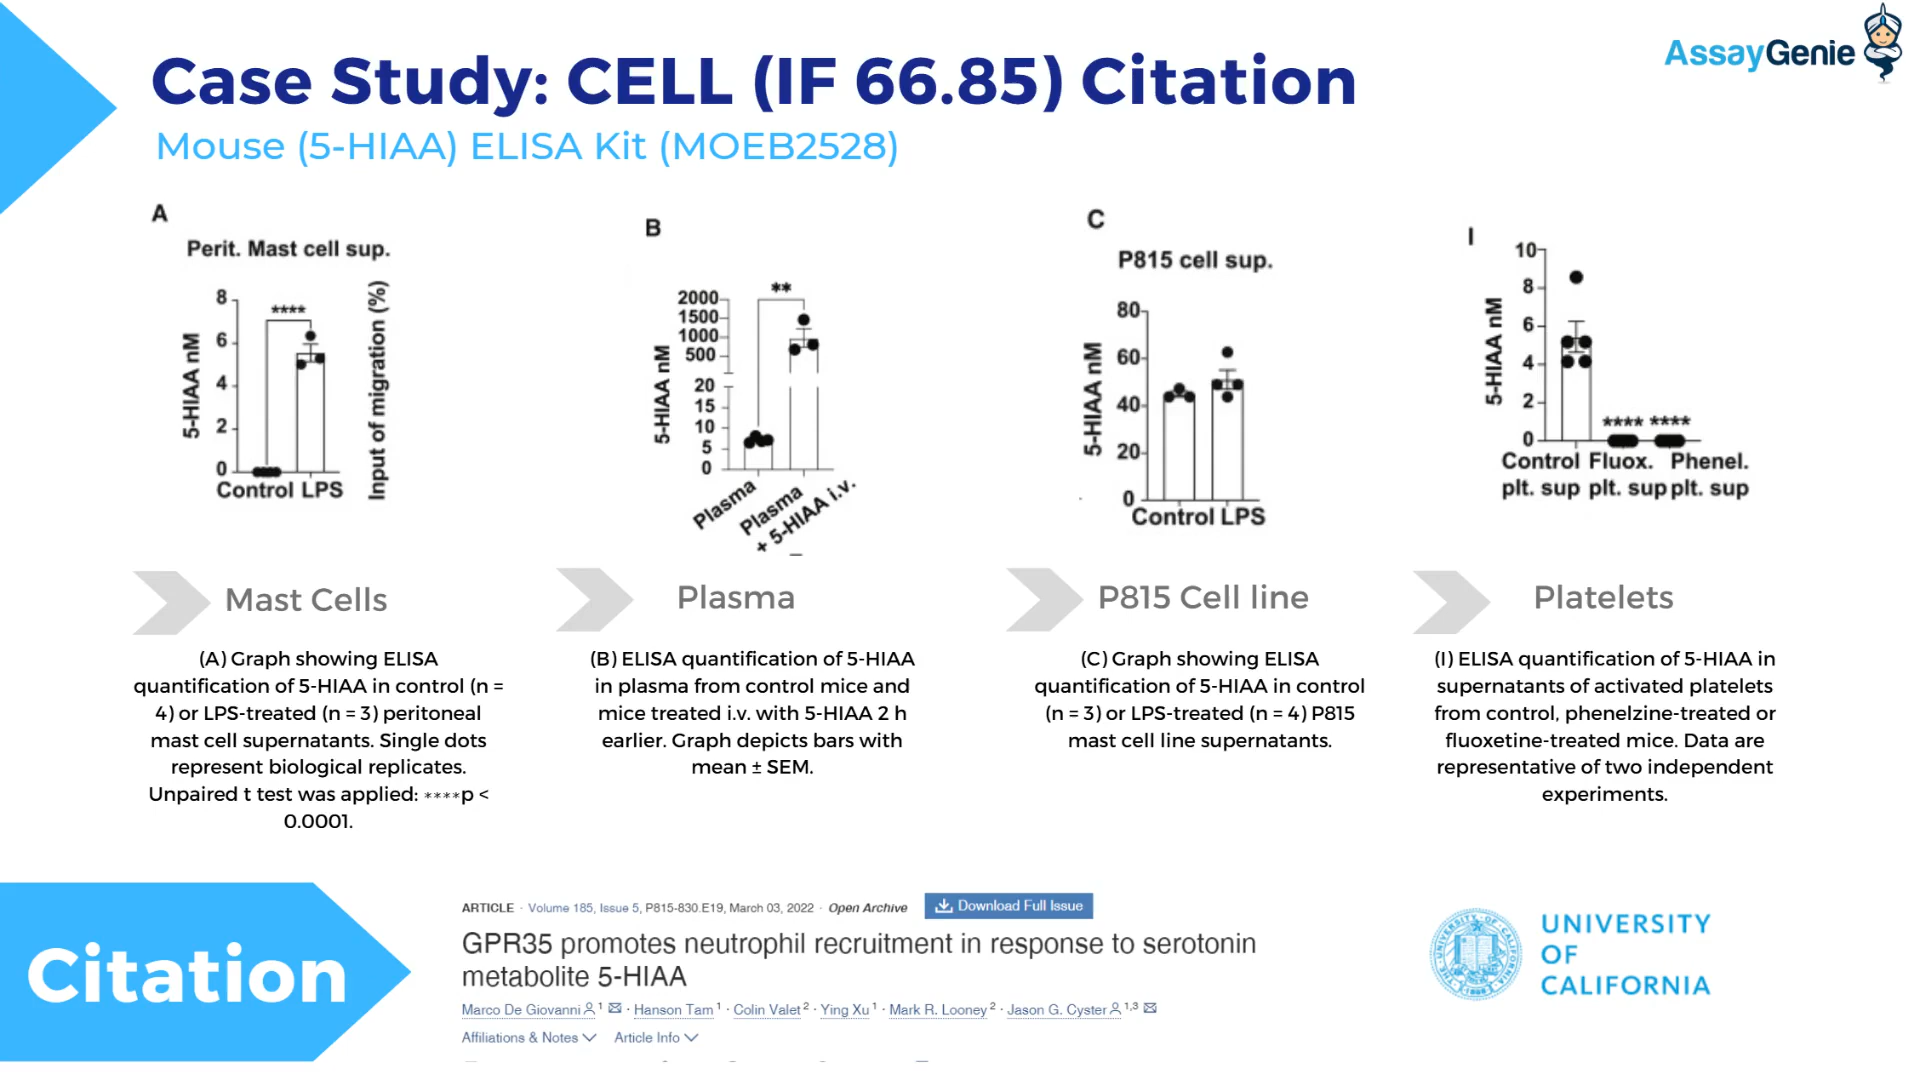 AssayGenie
Case Study: CELL (IF 66.85) Citation
Mouse (5-HIAA) ELISA Kit (MOEB2528)
A
Perit. Mast cell sup.
5-HIAA nM
8
6
4
2
0
****
Control LPS
Input of migration (%)
B
5-HIAA nM
2000
1500
1000
500
20
15
10
5
0
**
Plasma
Plasma
+ 5-HIAA i.v.
C
P815 cell sup.
5-HIAA nM
80
60
40
20
0
Control LPS
I
5-HIAA nM
10
8
6
4
2
0
**** ****
Control Fluox. Phenel.
plt. sup plt. sup plt. sup
Mast Cells
(A) Graph showing ELISA
quantification of 5-HIAA in control (n =
4) or LPS-treated (n = 3) peritoneal
mast cell supernatants. Single dots
represent biological replicates.
Unpaired t test was applied: ****p <
0.0001.
Plasma
(B) ELISA quantification of 5-HIAA
in plasma from control mice and
mice treated i.v. with 5-HIAA 2 h
earlier. Graph depicts bars with
mean ± SEM.
P815 Cell line
(C) Graph showing ELISA
quantification of 5-HIAA in control
(n = 3) or LPS-treated (n = 4) P815
mast cell line supernatants.
Platelets
(I) ELISA quantification of 5-HIAA in
supernatants of activated platelets
from control, phenelzine-treated or
fluoxetine-treated mice. Data are
representative of two independent
experiments.
Citation
ARTICLE · Volume 185, Issue 5, P815-830.E19, March 03, 2022 · Open Archive
Download Full Issue
GPR35 promotes neutrophil recruitment in response to serotonin
metabolite 5-HIAA
Marco De Giovanni 1 · Hanson Tam 1 · Colin Valet 2 · Ying Xu 1 · Mark R. Looney 2 · Jason G. Cyster 1,3
Affiliations & Notes Article Info
UNIVERSITY
OF
CALIFORNIA